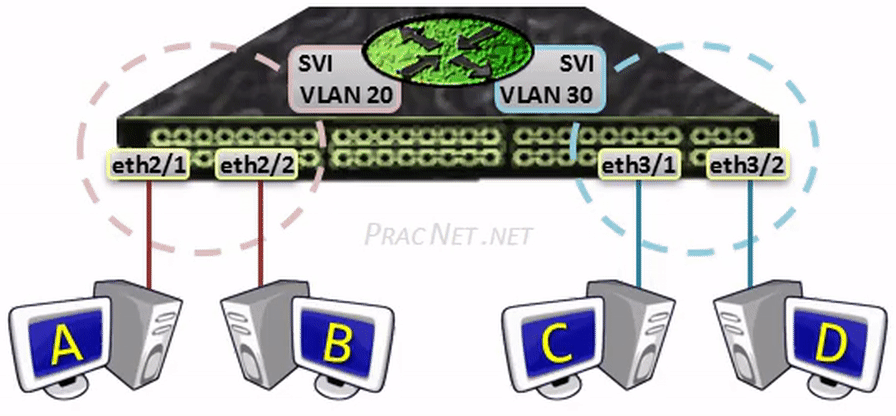 SVI
VLAN 20
SVI
VLAN 30
eth2/1
eth2/2
eth3/1
eth3/2
PRACNET.NET
A
B
C
D